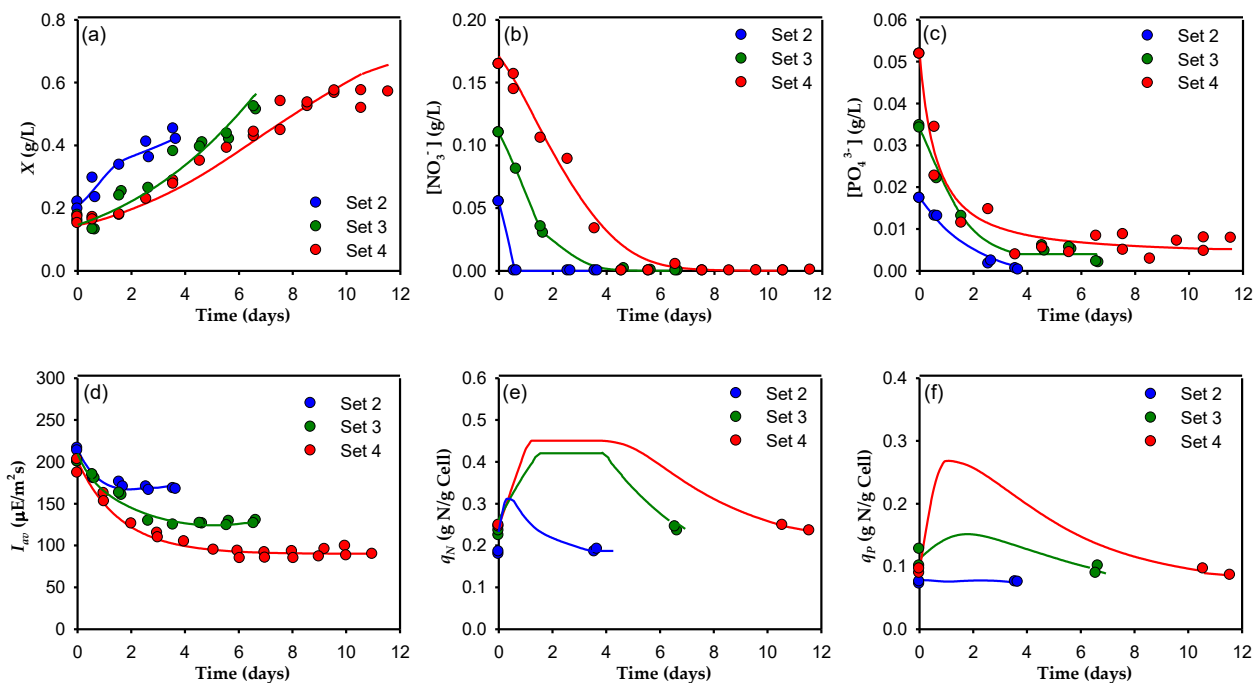 (a)
0.8
0.6
0.4
0.2
0.0
X (g/L)
0 2 4 6 8 10 12
Time (days)
Set 2
Set 3
Set 4
(b)
0.20
0.15
0.10
0.05
0.00
[NO₃⁻] (g/L)
0 2 4 6 8 10 12
Time (days)
Set 2
Set 3
Set 4
(c)
0.06
0.05
0.04
0.03
0.02
0.01
0.00
[PO₄³⁻] (g/L)
0 2 4 6 8 10 12
Time (days)
Set 2
Set 3
Set 4
(d)
300
250
200
150
100
50
0
Iav (µE/m²s)
0 2 4 6 8 10 12
Time (days)
Set 2
Set 3
Set 4
(e)
0.6
0.5
0.4
0.3
0.2
0.1
0.0
qN (g N/g Cell)
0 2 4 6 8 10 12
Time (days)
Set 2
Set 3
Set 4
(f)
0.4
0.3
0.2
0.1
0.0
qP (g N/g Cell)
0 2 4 6 8 10 12
Time (days)
Set 2
Set 3
Set 4